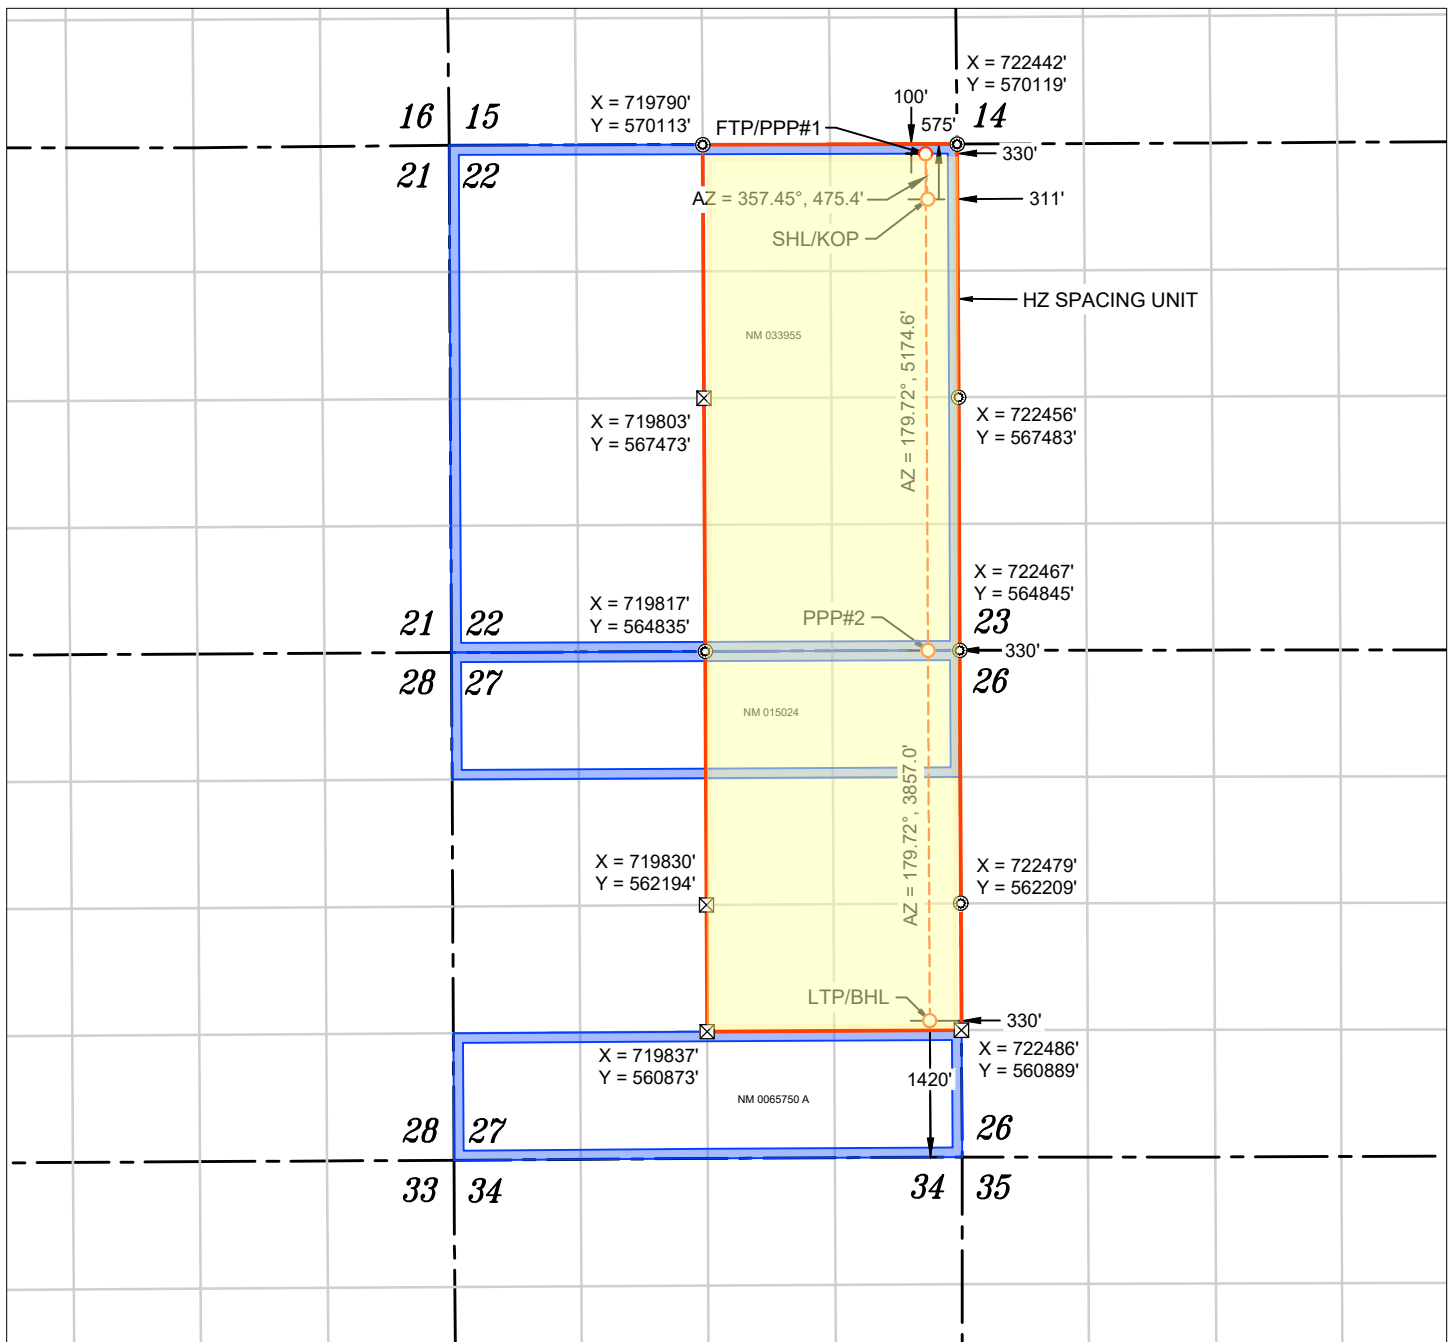 X = 722442'
Y = 570119'
X = 719790'
Y = 570113'
100'
16 15
FTP/PPP#1
575'
14
330'
21 22
AZ = 357.45°, 475.4'
311'
SHL/KOP
HZ SPACING UNIT
NM 033955
AZ = 179.72°, 5174.6'
X = 719803'
Y = 567473'
X = 722456'
Y = 567483'
X = 722467'
Y = 564845'
X = 719817'
Y = 564835'
21 22
PPP#2
23
330'
28 27
26
NM 015024
AZ = 179.72°, 3857.0'
X = 719830'
Y = 562194'
X = 722479'
Y = 562209'
LTP/BHL
330'
X = 719837'
Y = 560873'
X = 722486'
Y = 560889'
1420'
NM 0065750 A
28 27
26
33 34
34 35